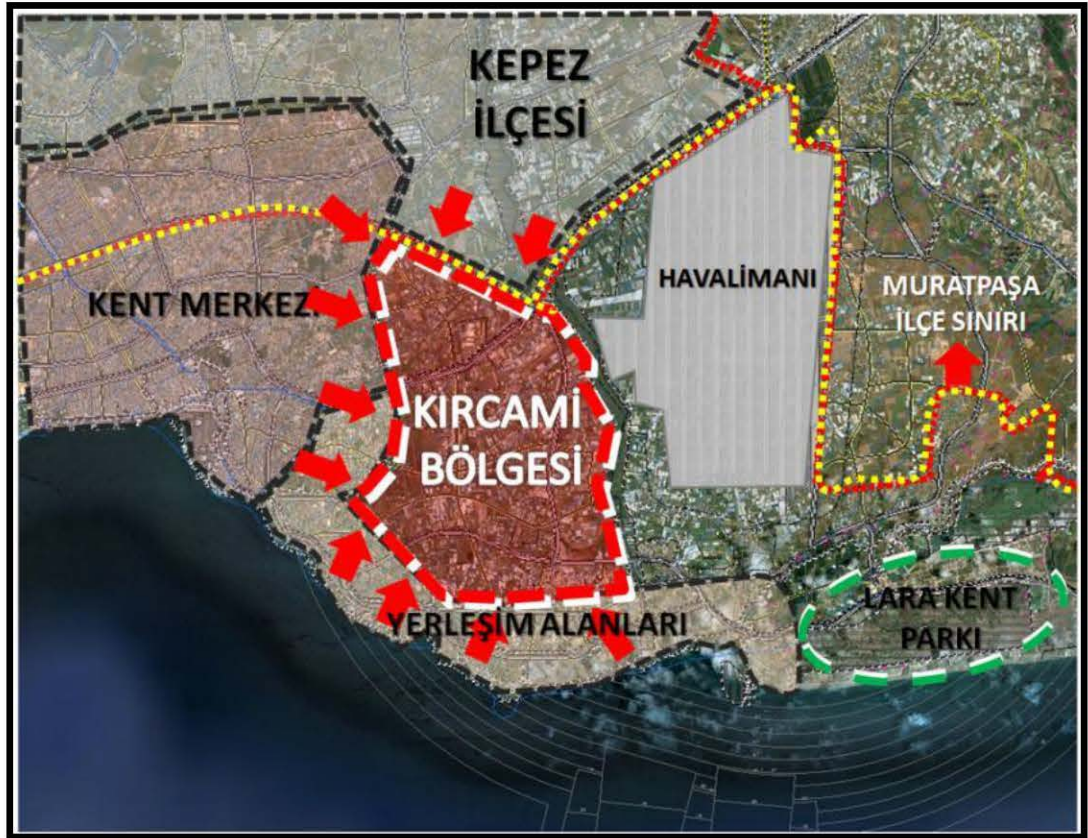 KEPEZ
İLÇESİ
HAVALİMANI
MURATPAŞA
İLÇE SINIRI
KENT MERKEZİ
KIRCAMİ
BÖLGESİ
LARA KENT
PARKI
YERLEŞİM ALANLARI